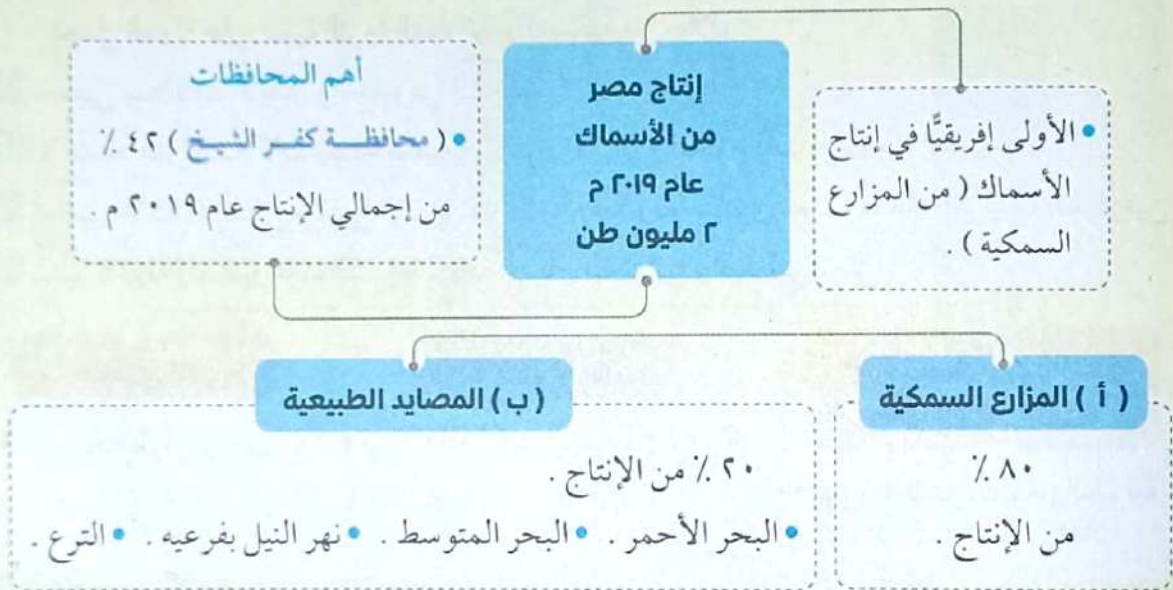 إنتاج مصر
من الأسماك
عام ٢٠١٩ م
٢ مليون طن
• الأولى إفريقيًّا في إنتاج
الأسماك ( من المزارع
السمكية ) .
أهم المحافظات
• ( محافظة كفر الشيخ ) ٤٢ ٪
من إجمالي الإنتاج عام ٢٠١٩ م .
( أ ) المزارع السمكية
٨٠ ٪
من الإنتاج .
( ب ) المصايد الطبيعية
٢٠ ٪ من الإنتاج .
• البحر الأحمر . • البحر المتوسط . • نهر النيل بفرعيه . • الترع .